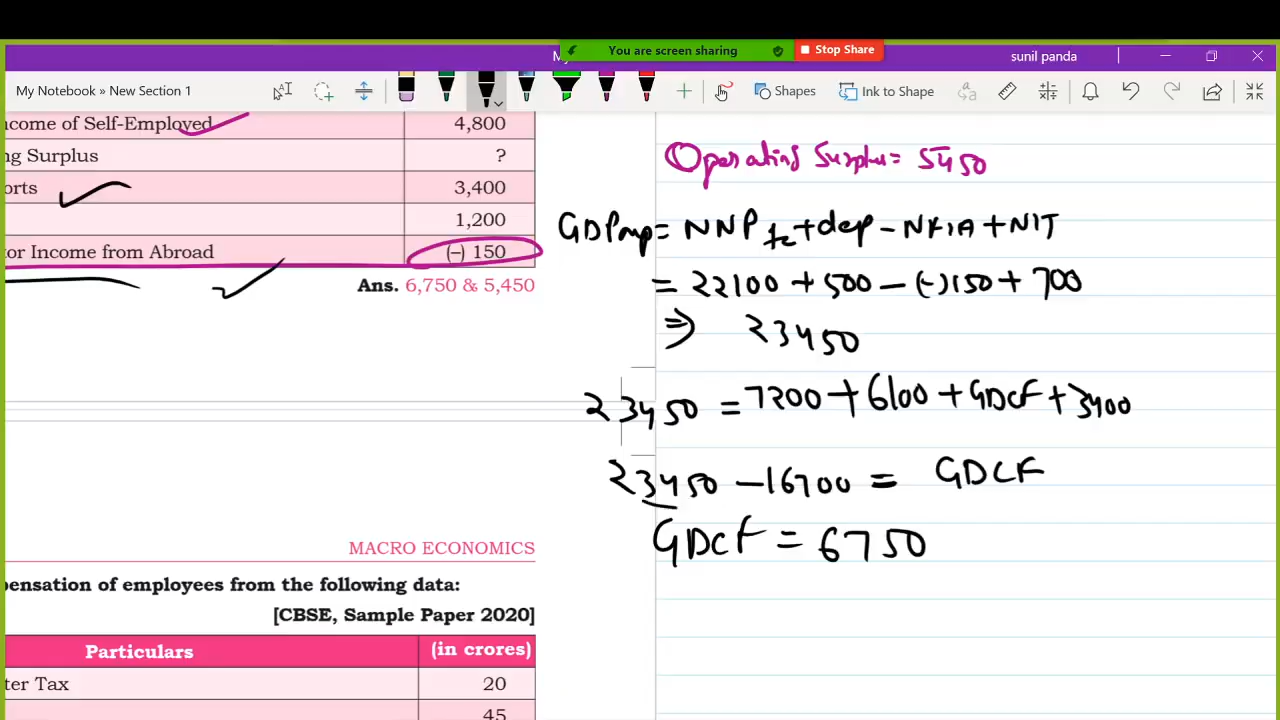 You are screen sharing
Stop Share
My
sunil panda
My Notebook » New Section 1
Shapes
Ink to Shape
ncome of Self-Employed 4,800
ng Surplus ?
orts 3,400
1,200
or Income from Abroad (–) 150
Ans. 6,750 & 5,450
Operating Surplus = 5450
GDPmp = NNPfc + dep - NFIA + NIT
= 22100 + 500 - (-)150 + 700
⇒ 23450
23450 = 7200 + 6100 + GDCF + 3400
23450 - 16700 = GDCF
GDCF = 6750
MACRO ECONOMICS
pensation of employees from the following data:
[CBSE, Sample Paper 2020]
Particulars (in crores)
ter Tax 20
45